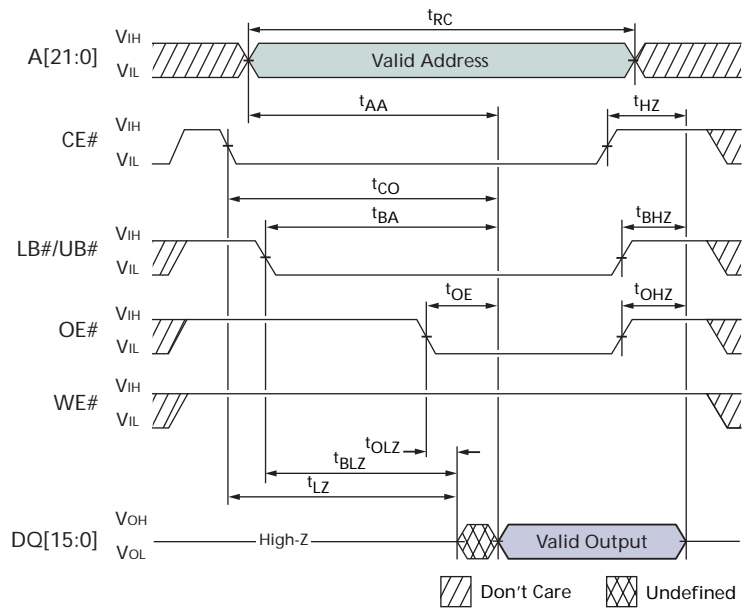 tRC
A[21:0] VIH
VIL
Valid Address
tAA
tHZ
CE# VIH
VIL
tCO
tBA
tBHZ
LB#/UB# VIH
VIL
tOE
tOHZ
OE# VIH
VIL
WE# VIH
VIL
tOLZ
tBLZ
tLZ
DQ[15:0] VOH
VOL
High-Z
Valid Output
Don't Care
Undefined